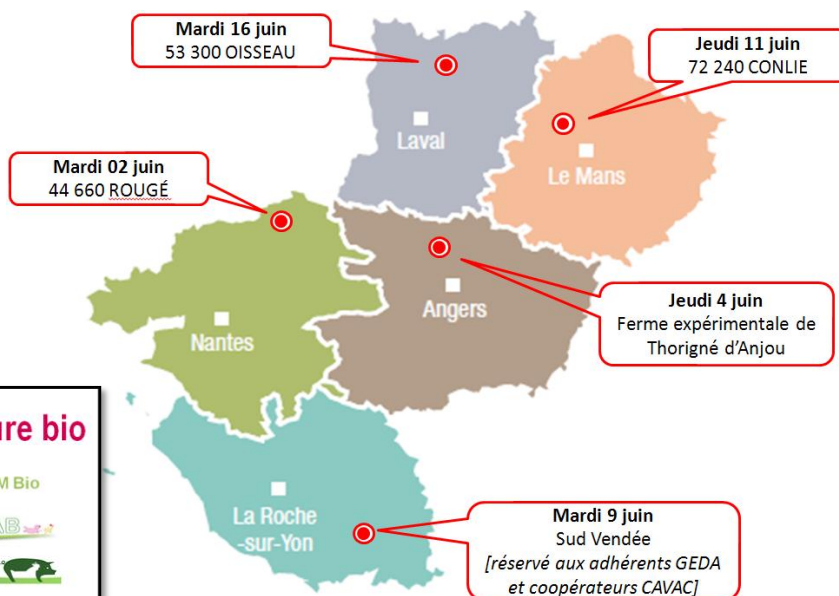 Mardi 16 juin
53 300 OISSEAU
Jeudi 11 juin
72 240 CONLIE
Laval
Le Mans
Mardi 02 juin
44 660 ROUGÉ
Angers
Nantes
Jeudi 4 juin
Ferme expérimentale de
Thorigné d'Anjou
La Roche
-sur-Yon
Mardi 9 juin
Sud Vendée
[réservé aux adhérents GEDA
et coopérateurs CAVAC]
bio
Bio